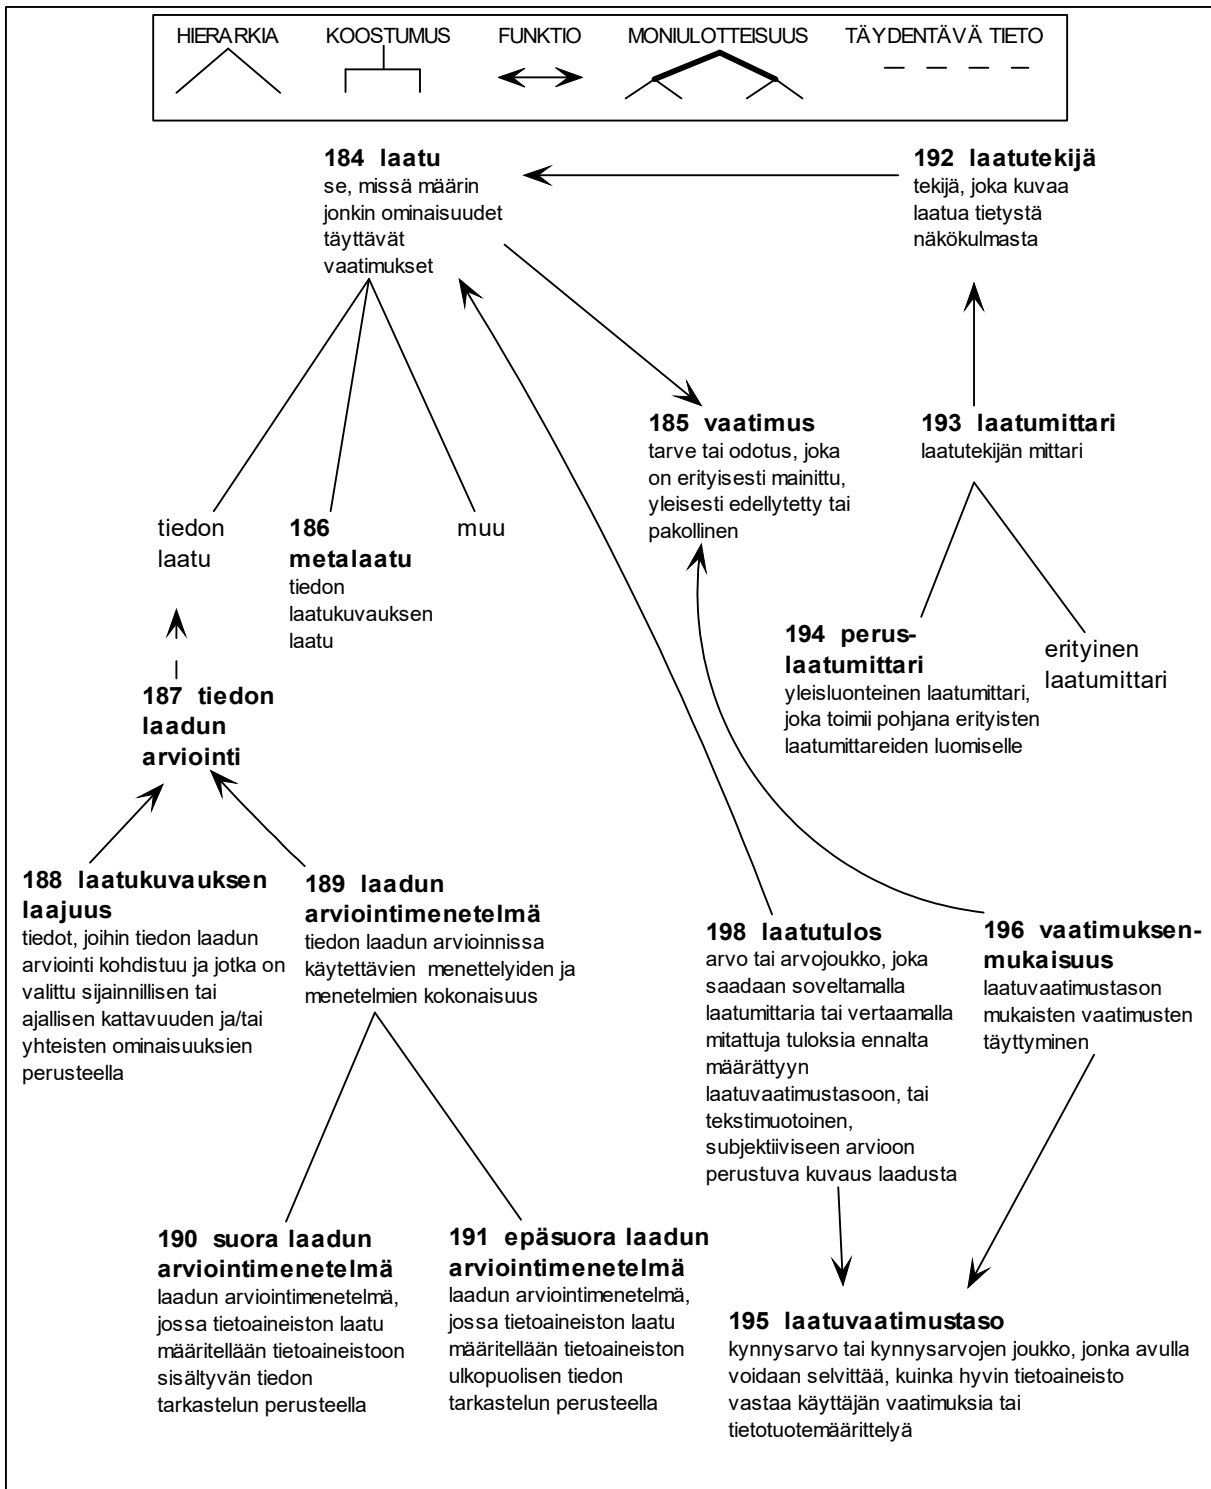 HIERARKIA KOOSTUMUS FUNKTIO MONIULOTTEISUUS TÄYDENTÄVÄ TIETO
184 laatu
se, missä määrin
jonkin ominaisuudet
täyttävät
vaatimukset
192 laatutekijä
tekijä, joka kuvaa
laatua tietystä
näkökulmasta
185 vaatimus
tarve tai odotus, joka
on erityisesti mainittu,
yleisesti edellytetty tai
pakollinen
193 laatumittari
laatutekijän mittari
tiedon
laatu
186
metalaatu
tiedon
laatukuvauksen
laatu
muu
194 perus-
laatumittari
yleisluonteinen laatumittari,
joka toimii pohjana erityisten
laatumittareiden luomiselle
erityinen
laatumittari
187 tiedon
laadun
arviointi
188 laatukuvauksen
laajuus
tiedot, joihin tiedon laadun
arviointi kohdistuu ja jotka on
valittu sijainnillisen tai
ajallisen kattavuuden ja/tai
yhteisten ominaisuuksien
perusteella
189 laadun
arviointimenetelmä
tiedon laadun arvioinnissa
käytettävien menettelyiden ja
menetelmien kokonaisuus
198 laatutulos
arvo tai arvojoukko, joka
saadaan soveltamalla
laatumittaria tai vertaamalla
mitattuja tuloksia ennalta
määrättyyn
laatuvaatimustasoon, tai
tekstimuotoinen,
subjektiiviseen arvioon
perustuva kuvaus laadusta
196 vaatimuksen-
mukaisuus
laatuvaatimustason
mukaisten vaatimusten
täyttyminen
190 suora laadun
arviointimenetelmä
laadun arviointimenetelmä,
jossa tietoaineiston laatu
määritellään tietoaineistoon
sisältyvän tiedon
tarkastelun perusteella
191 epäsuora laadun
arviointimenetelmä
laadun arviointimenetelmä,
jossa tietoaineiston laatu
määritellään tietoaineiston
ulkopuolisen tiedon
tarkastelun perusteella
195 laatuvaatimustaso
kynnysarvo tai kynnysarvojen joukko, jonka avulla
voidaan selvittää, kuinka hyvin tietoaineisto
vastaa käyttäjän vaatimuksia tai
tietotuotemäärittelyä